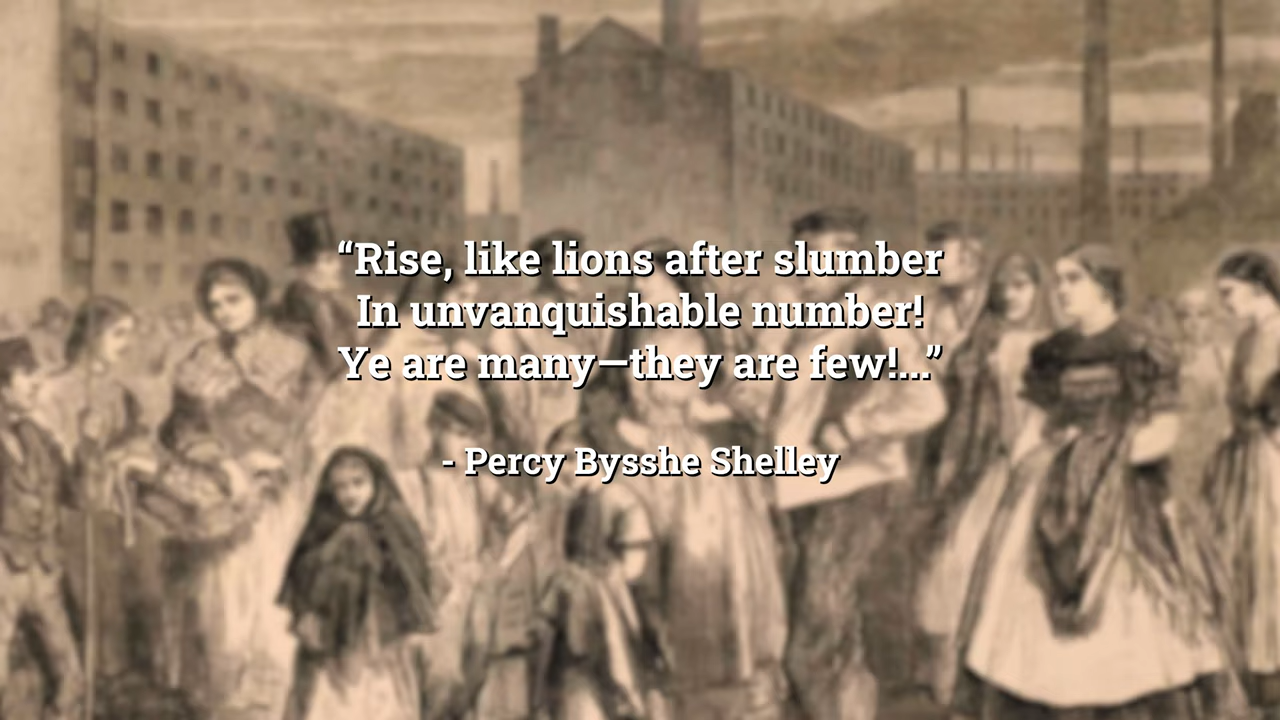 “Rise, like lions after slumber
In unvanquishable number!
Ye are many—they are few!...”
- Percy Bysshe Shelley